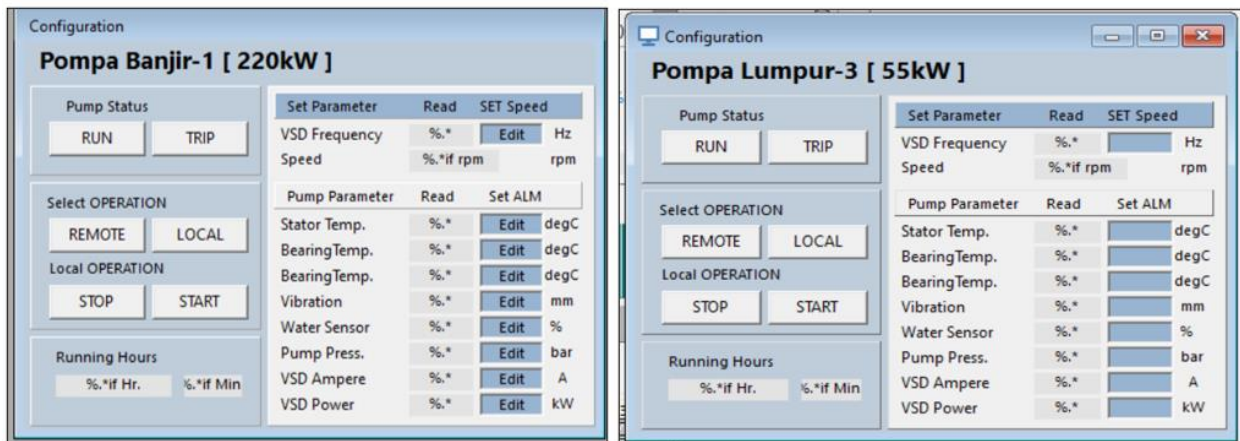 Configuration
Pompa Banjir-1 [ 220kW ]
Pump Status
RUN TRIP
Select OPERATION
REMOTE LOCAL
Local OPERATION
STOP START
Running Hours
%.*if Hr. %.*if Min
Set Parameter Read SET Speed
VSD Frequency %.* Edit Hz
Speed %.*if rpm rpm
Pump Parameter Read Set ALM
Stator Temp. %.* Edit degC
BearingTemp. %.* Edit degC
BearingTemp. %.* Edit degC
Vibration %.* Edit mm
Water Sensor %.* Edit %
Pump Press. %.* Edit bar
VSD Ampere %.* Edit A
VSD Power %.* Edit kW
Configuration
Pompa Lumpur-3 [ 55kW ]
Pump Status
RUN TRIP
Select OPERATION
REMOTE LOCAL
Local OPERATION
STOP START
Running Hours
%.*if Hr. %.*if Min
Set Parameter Read SET Speed
VSD Frequency %.* Hz
Speed %.*if rpm rpm
Pump Parameter Read Set ALM
Stator Temp. %.* degC
BearingTemp. %.* degC
BearingTemp. %.* degC
Vibration %.* mm
Water Sensor %.* %
Pump Press. %.* bar
VSD Ampere %.* A
VSD Power %.* kW